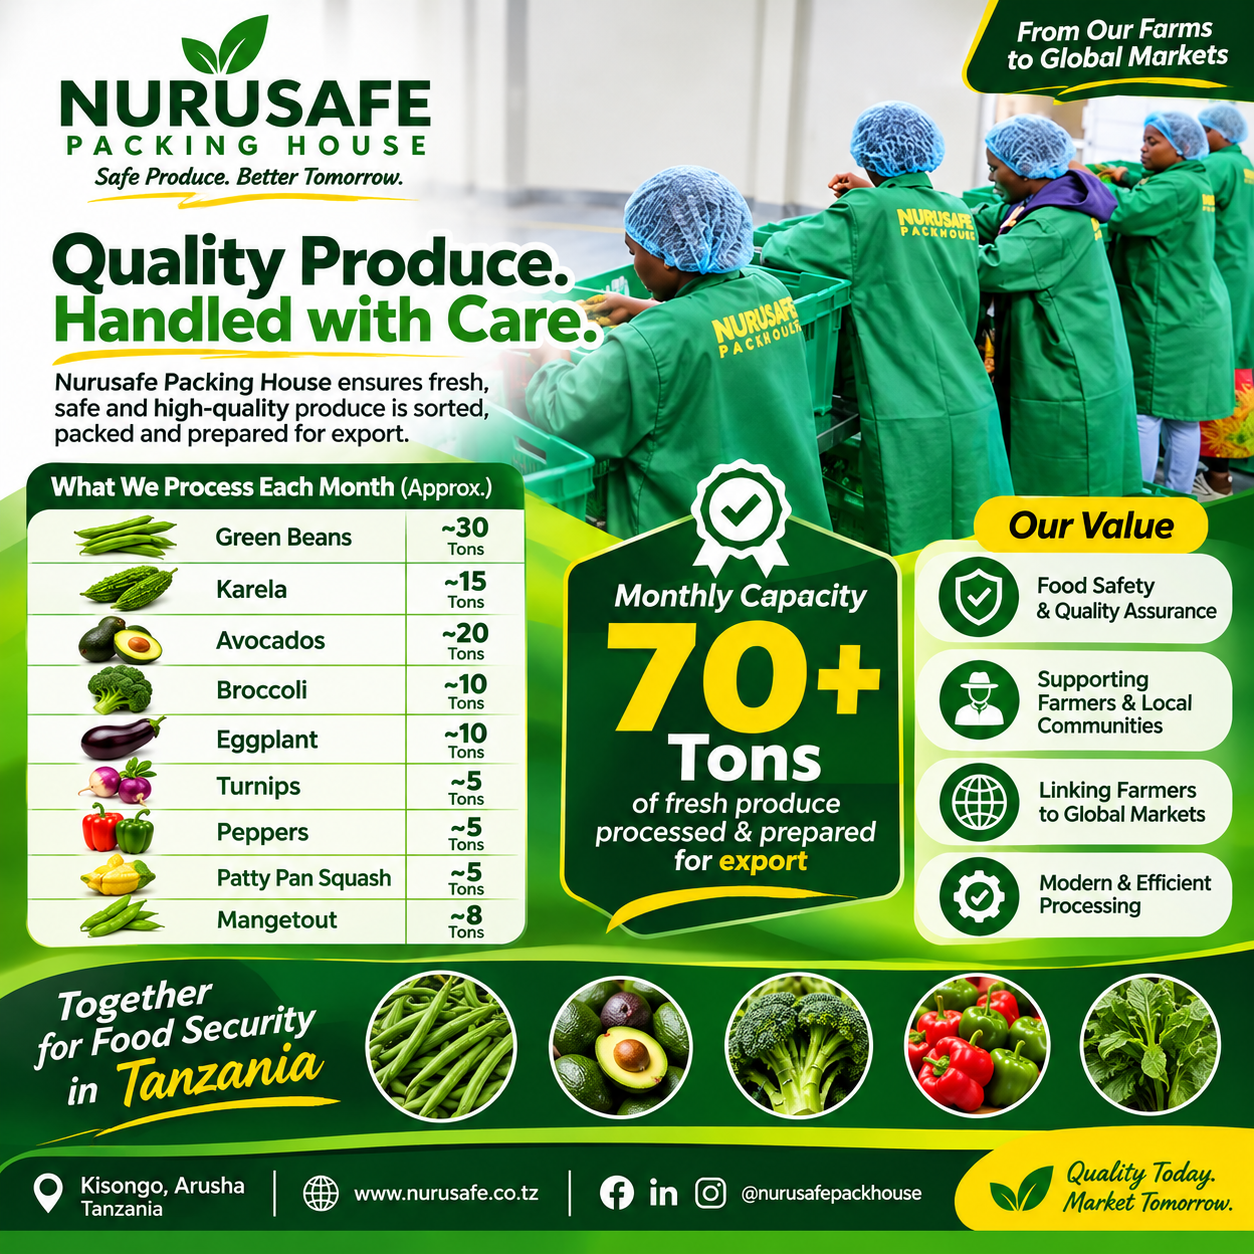 NURUSAFE
PACKING HOUSE
Safe Produce. Better Tomorrow.
From Our Farms
to Global Markets
Quality Produce.
Handled with Care.
Nurusafe Packing House ensures fresh,
safe and high-quality produce is sorted,
packed and prepared for export.
NURUSAFE
PACKHOUSE
NURUSAFE
PACKHOUSE
What We Process Each Month (Approx.)
Green Beans ~30 Tons
Karela ~15 Tons
Avocados ~20 Tons
Broccoli ~10 Tons
Eggplant ~10 Tons
Turnips ~5 Tons
Peppers ~5 Tons
Patty Pan Squash ~5 Tons
Mangetout ~8 Tons
Monthly Capacity
70+
Tons
of fresh produce
processed & prepared
for export
Our Value
Food Safety
& Quality Assurance
Supporting
Farmers & Local
Communities
Linking Farmers
to Global Markets
Modern & Efficient
Processing
Together
for Food Security
in Tanzania
Kisongo, Arusha
Tanzania
www.nurusafe.co.tz
@nurusafepackhouse
Quality Today.
Market Tomorrow.